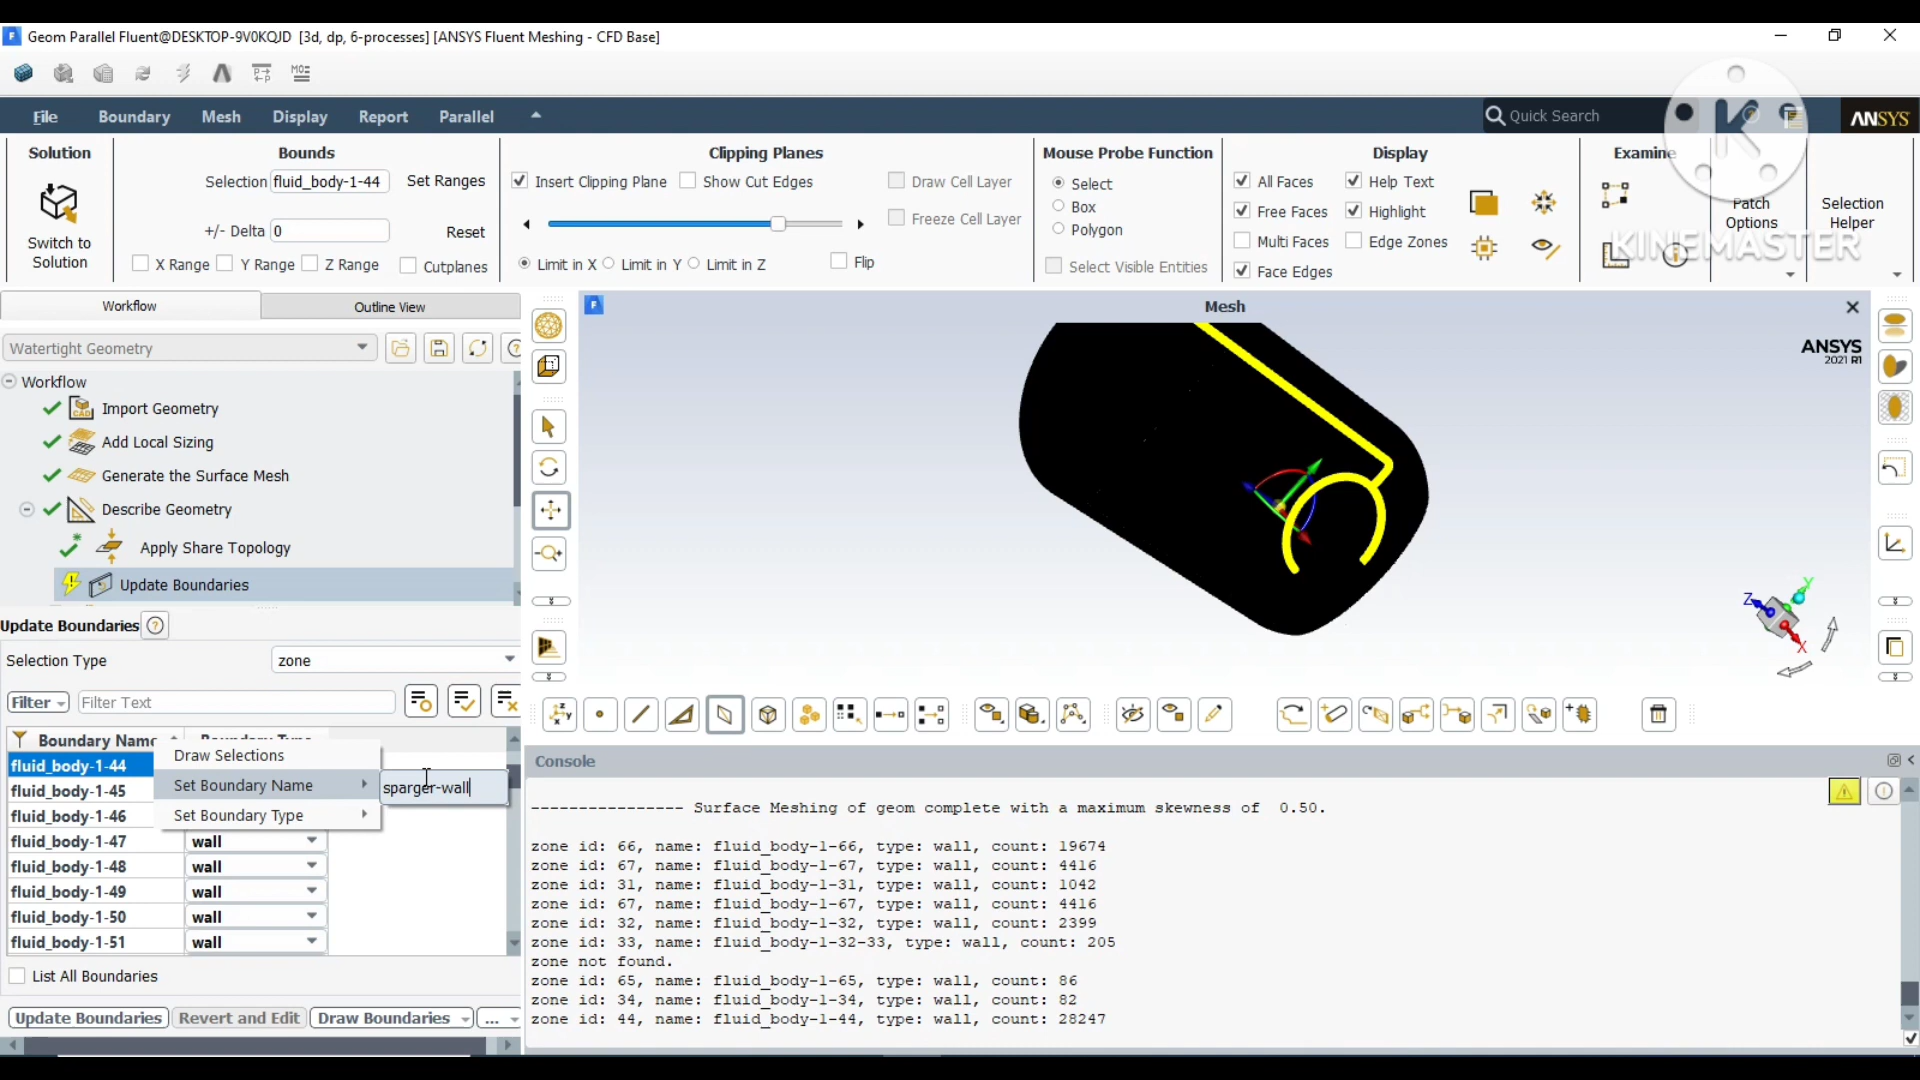 Geom Parallel Fluent@DESKTOP-9V0KQJD [3d, dp, 6-processes] [ANSYS Fluent Meshing - CFD Base]
File Boundary Mesh Display Report Parallel
Quick Search
ANSYS
Solution
Switch to Solution
Bounds
Selection fluid_body-1-44 Set Ranges
+/- Delta 0 Reset
X Range Y Range Z Range Cutplanes
Clipping Planes
Insert Clipping Plane Show Cut Edges Draw Cell Layer
Freeze Cell Layer
Limit in X Limit in Y Limit in Z Flip
Mouse Probe Function
Select
Box
Polygon
Select Visible Entities
Display
All Faces Help Text
Free Faces Highlight
Multi Faces Edge Zones
Face Edges
Examine
Patch Options
Selection Helper
KINEMASTER
Workflow Outline View
Watertight Geometry
Workflow
Import Geometry
Add Local Sizing
Generate the Surface Mesh
Describe Geometry
Apply Share Topology
Update Boundaries
Update Boundaries
Selection Type zone
Filter Filter Text
Boundary Name
fluid_body-1-44
fluid_body-1-45
fluid_body-1-46
fluid_body-1-47 wall
fluid_body-1-48 wall
fluid_body-1-49 wall
fluid_body-1-50 wall
fluid_body-1-51 wall
Draw Selections
Set Boundary Name sparger-wall
Set Boundary Type
List All Boundaries
Update Boundaries Revert and Edit Draw Boundaries ...
Mesh
ANSYS
2021 R1
Z Y X
Console
---------------- Surface Meshing of geom complete with a maximum skewness of 0.50.
zone id: 66, name: fluid_body-1-66, type: wall, count: 19674
zone id: 67, name: fluid_body-1-67, type: wall, count: 4416
zone id: 31, name: fluid_body-1-31, type: wall, count: 1042
zone id: 67, name: fluid_body-1-67, type: wall, count: 4416
zone id: 32, name: fluid_body-1-32, type: wall, count: 2399
zone id: 33, name: fluid_body-1-32-33, type: wall, count: 205
zone not found.
zone id: 65, name: fluid_body-1-65, type: wall, count: 86
zone id: 34, name: fluid_body-1-34, type: wall, count: 82
zone id: 44, name: fluid_body-1-44, type: wall, count: 28247